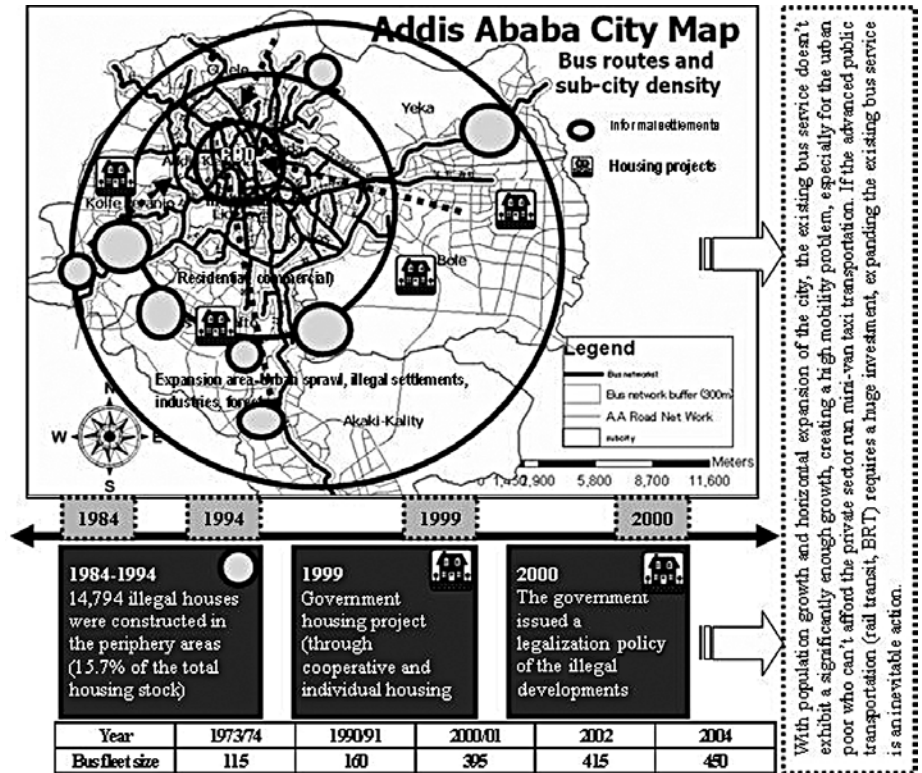 Addis Ababa City Map
Bus routes and
sub-city density
Informal settlements
Housing projects
Yeka
Bole
Residential, commercial)
Expansion area-Urban sprawl, illegal settlements,
industries,
Akaki-Kality
N
W
E
S
Legend
Bus network
Bus network buffer (300m)
A.A Road Net Work
subcity
Meters
0 1,450 2,900 5,800 8,700 11,600
1984
1994
1999
2000
1984-1994
14,794 illegal houses
were constructed in
the periphery areas
(15.7% of the total
housing stock)
1999
Government
housing project
(through
cooperative and
individual housing
2000
The government
issued a
legalization policy
of the illegal
developments
Year 1973/74 1990/91 2000/01 2002 2004
Bus fleet size 115 160 395 415 450
With population growth and horizontal expansion of the city, the existing bus service doesn't
exhibit a significantly enough growth, creating a high mobility problem, especially for the urban
poor who can't afford the private sector run mini-van taxi transportation. If the advanced public
transportation (rail transit, BRT) requires a huge investment, expanding the existing bus service
is an inevitable action.